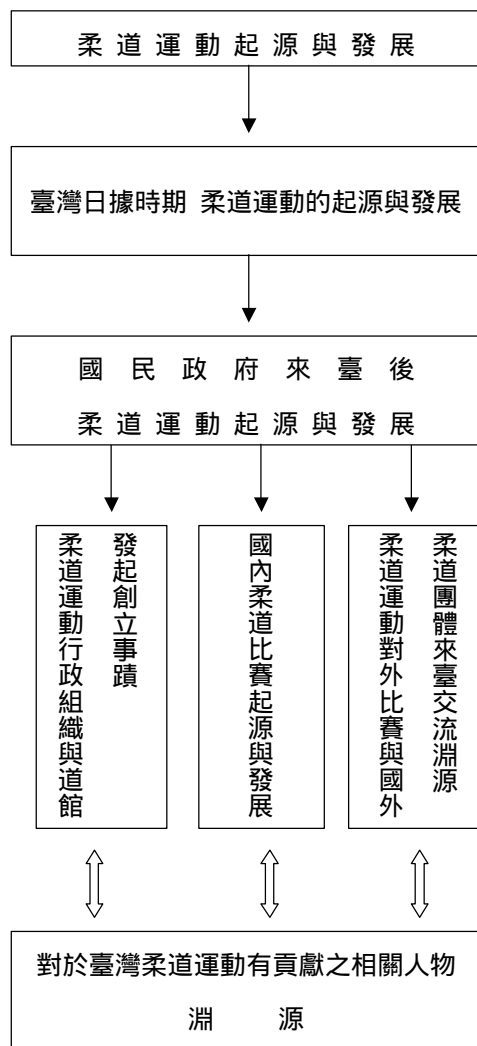 柔道運動起源與發展
臺灣日據時期 柔道運動的起源與發展
國民政府來臺後
柔道運動起源與發展
柔道運動行政組織與道館
發起創立事蹟
國內柔道比賽起源與發展
柔道運動對外比賽與國外
柔道團體來臺交流淵源
對於臺灣柔道運動有貢獻之相關人物
淵源